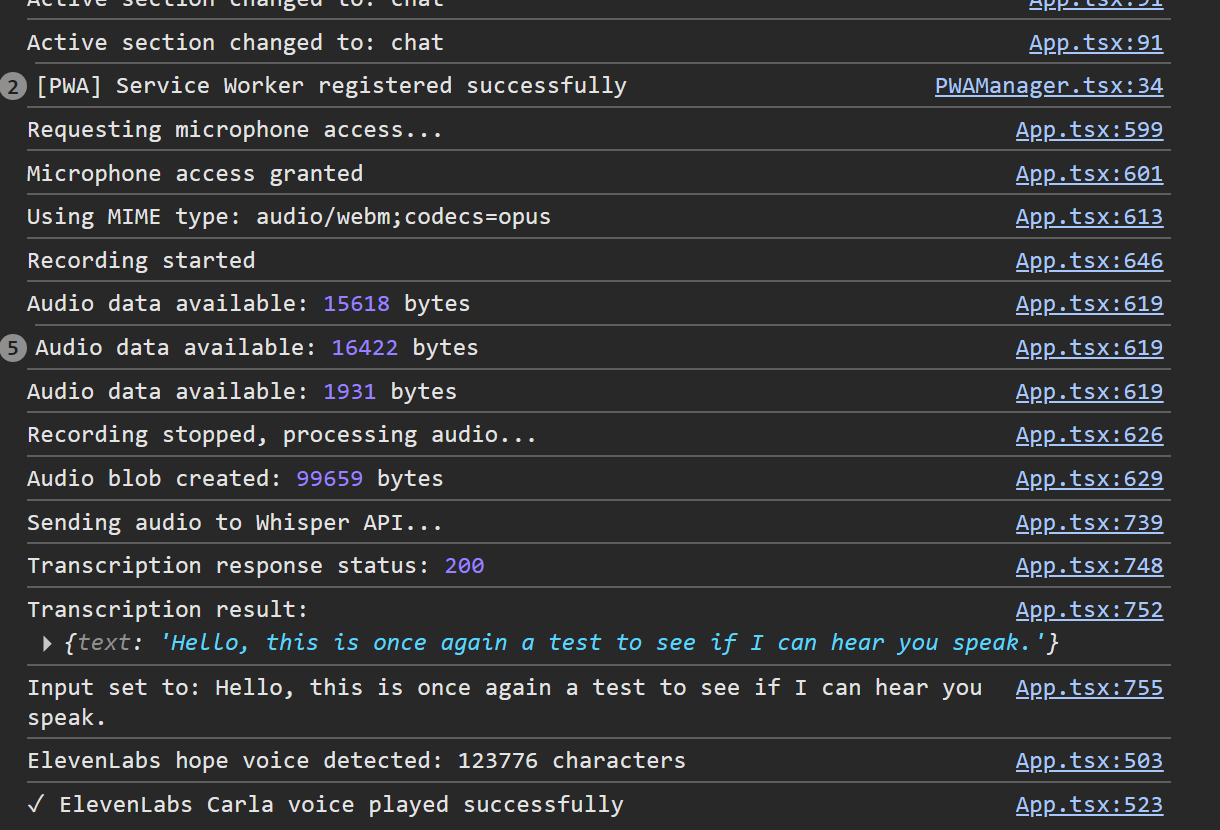 Active section changed to: chat App.tsx:91
Active section changed to: chat App.tsx:91
2 [PWA] Service Worker registered successfully PWAManager.tsx:34
Requesting microphone access... App.tsx:599
Microphone access granted App.tsx:601
Using MIME type: audio/webm;codecs=opus App.tsx:613
Recording started App.tsx:646
Audio data available: 15618 bytes App.tsx:619
5 Audio data available: 16422 bytes App.tsx:619
Audio data available: 1931 bytes App.tsx:619
Recording stopped, processing audio... App.tsx:626
Audio blob created: 99659 bytes App.tsx:629
Sending audio to Whisper API... App.tsx:739
Transcription response status: 200 App.tsx:748
Transcription result: App.tsx:752
{text: 'Hello, this is once again a test to see if I can hear you speak.'}
Input set to: Hello, this is once again a test to see if I can hear you App.tsx:755
speak.
ElevenLabs hope voice detected: 123776 characters App.tsx:503
✓ ElevenLabs Carla voice played successfully App.tsx:523